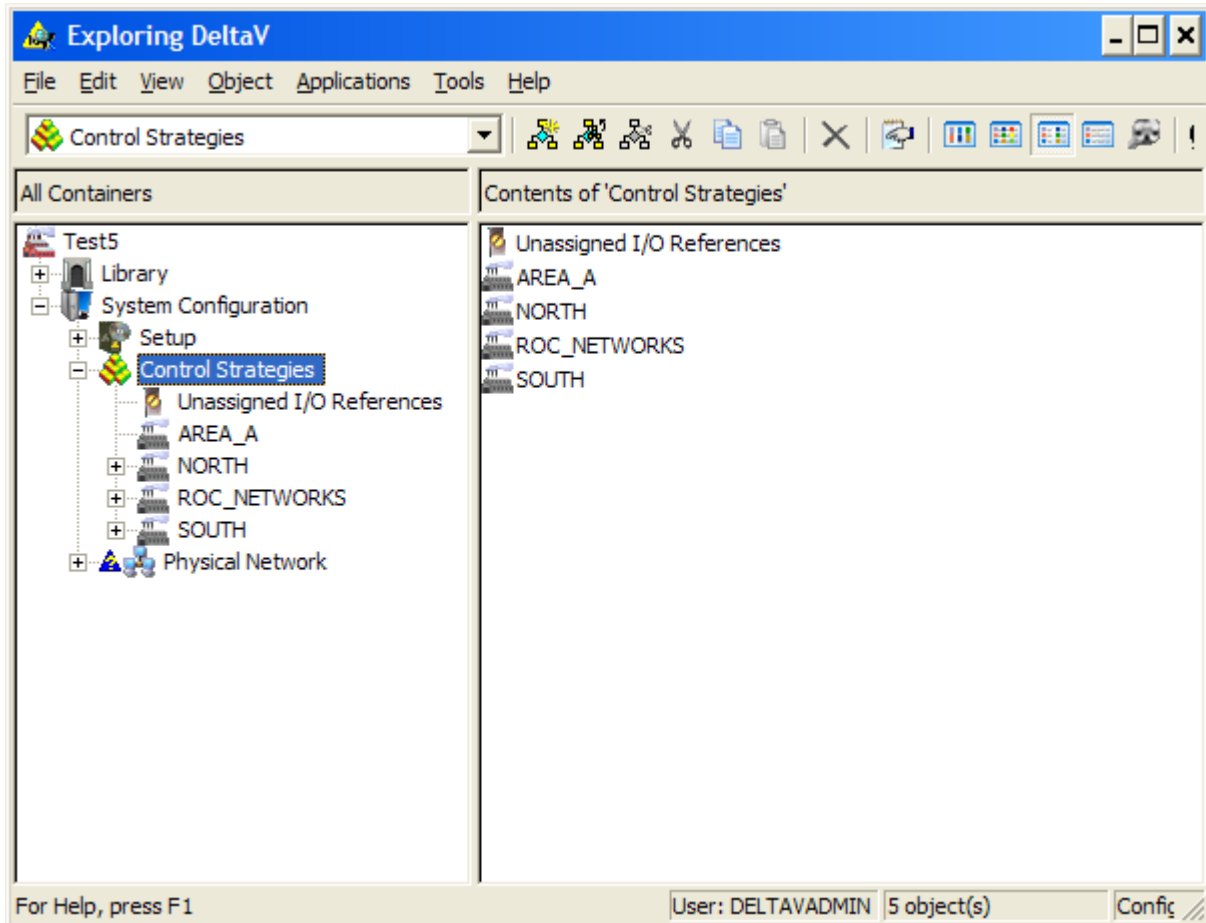 Exploring DeltaV
File Edit View Object Applications Tools Help
Control Strategies
All Containers
Contents of 'Control Strategies'
Test5
Library
System Configuration
Setup
Control Strategies
Unassigned I/O References
AREA_A
NORTH
ROC_NETWORKS
SOUTH
Physical Network
Unassigned I/O References
AREA_A
NORTH
ROC_NETWORKS
SOUTH
For Help, press F1
User: DELTAVADMIN
5 object(s)
Config